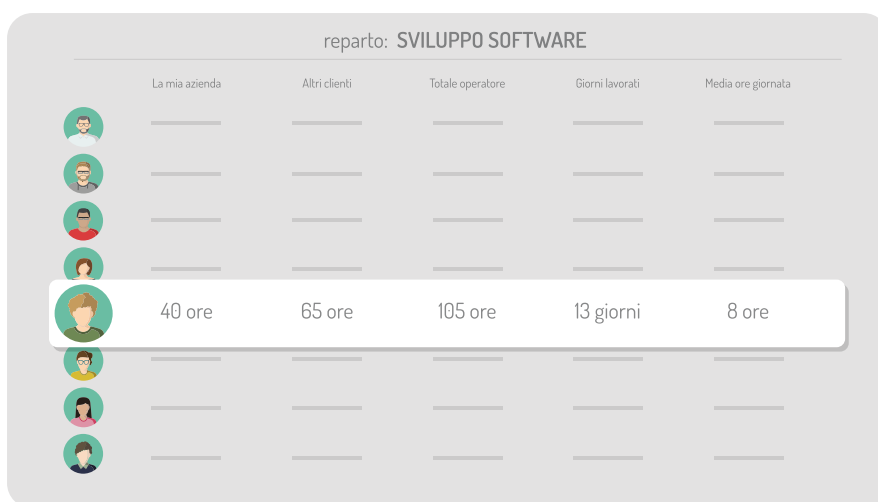 reparto: SVILUPPO SOFTWARE
La mia azienda Altri clienti Totale operatore Giorni lavorati Media ore giornata
40 ore 65 ore 105 ore 13 giorni 8 ore